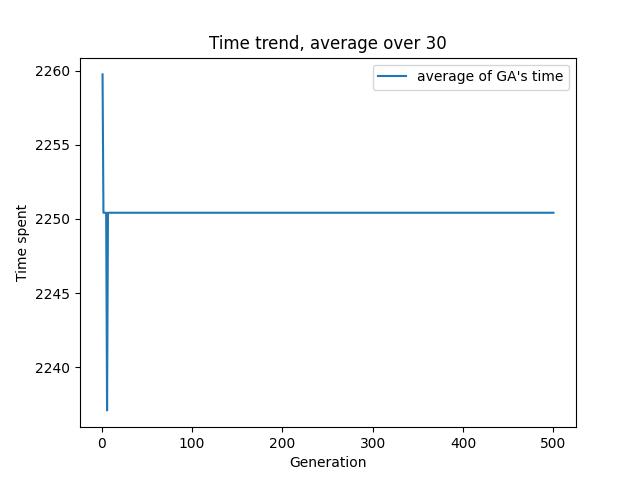 Time trend, average over 30
average of GA's time
2260
2255
2250
2245
2240
Time spent
0 100 200 300 400 500
Generation